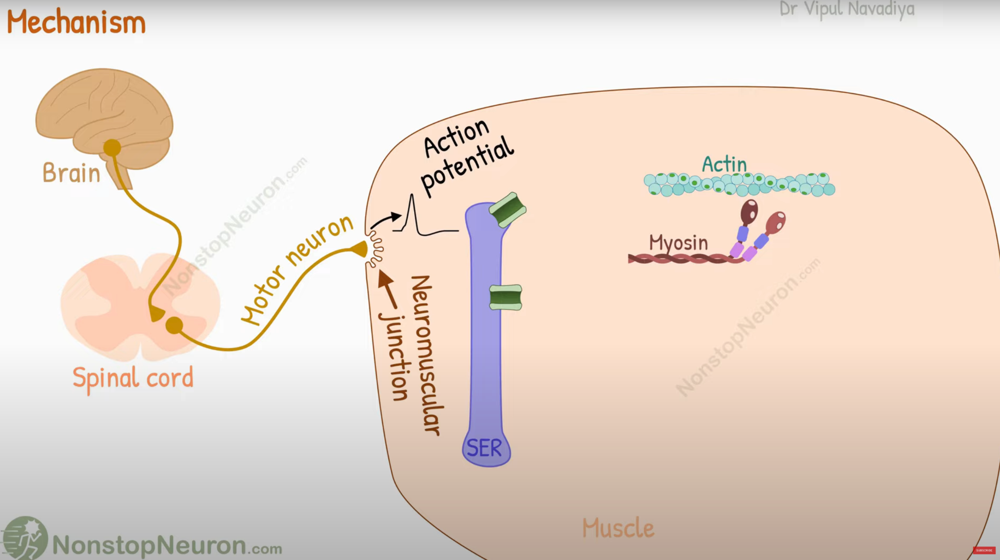 Mechanism
Dr Vipul Navadiya
Brain
Spinal cord
Motor neuron
Action
potential
Neuromuscular
junction
SER
Actin
Myosin
Muscle
NonstopNeuron.com
NonstopNeuron.com
NonstopNeuron.com
SUBSCRIBE